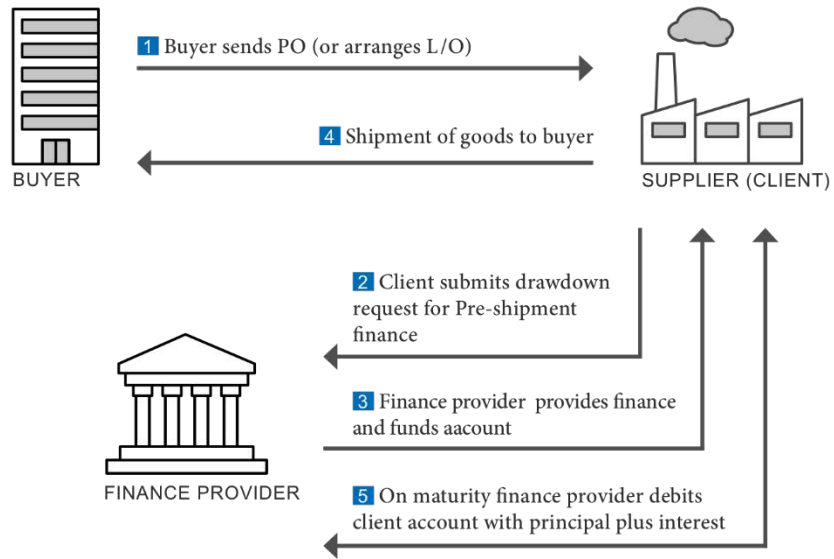 1 Buyer sends PO (or arranges L/O)
4 Shipment of goods to buyer
BUYER
SUPPLIER (CLIENT)
2 Client submits drawdown
request for Pre-shipment
finance
3 Finance provider provides finance
and funds aaccount
FINANCE PROVIDER
5 On maturity finance provider debits
client account with principal plus interest